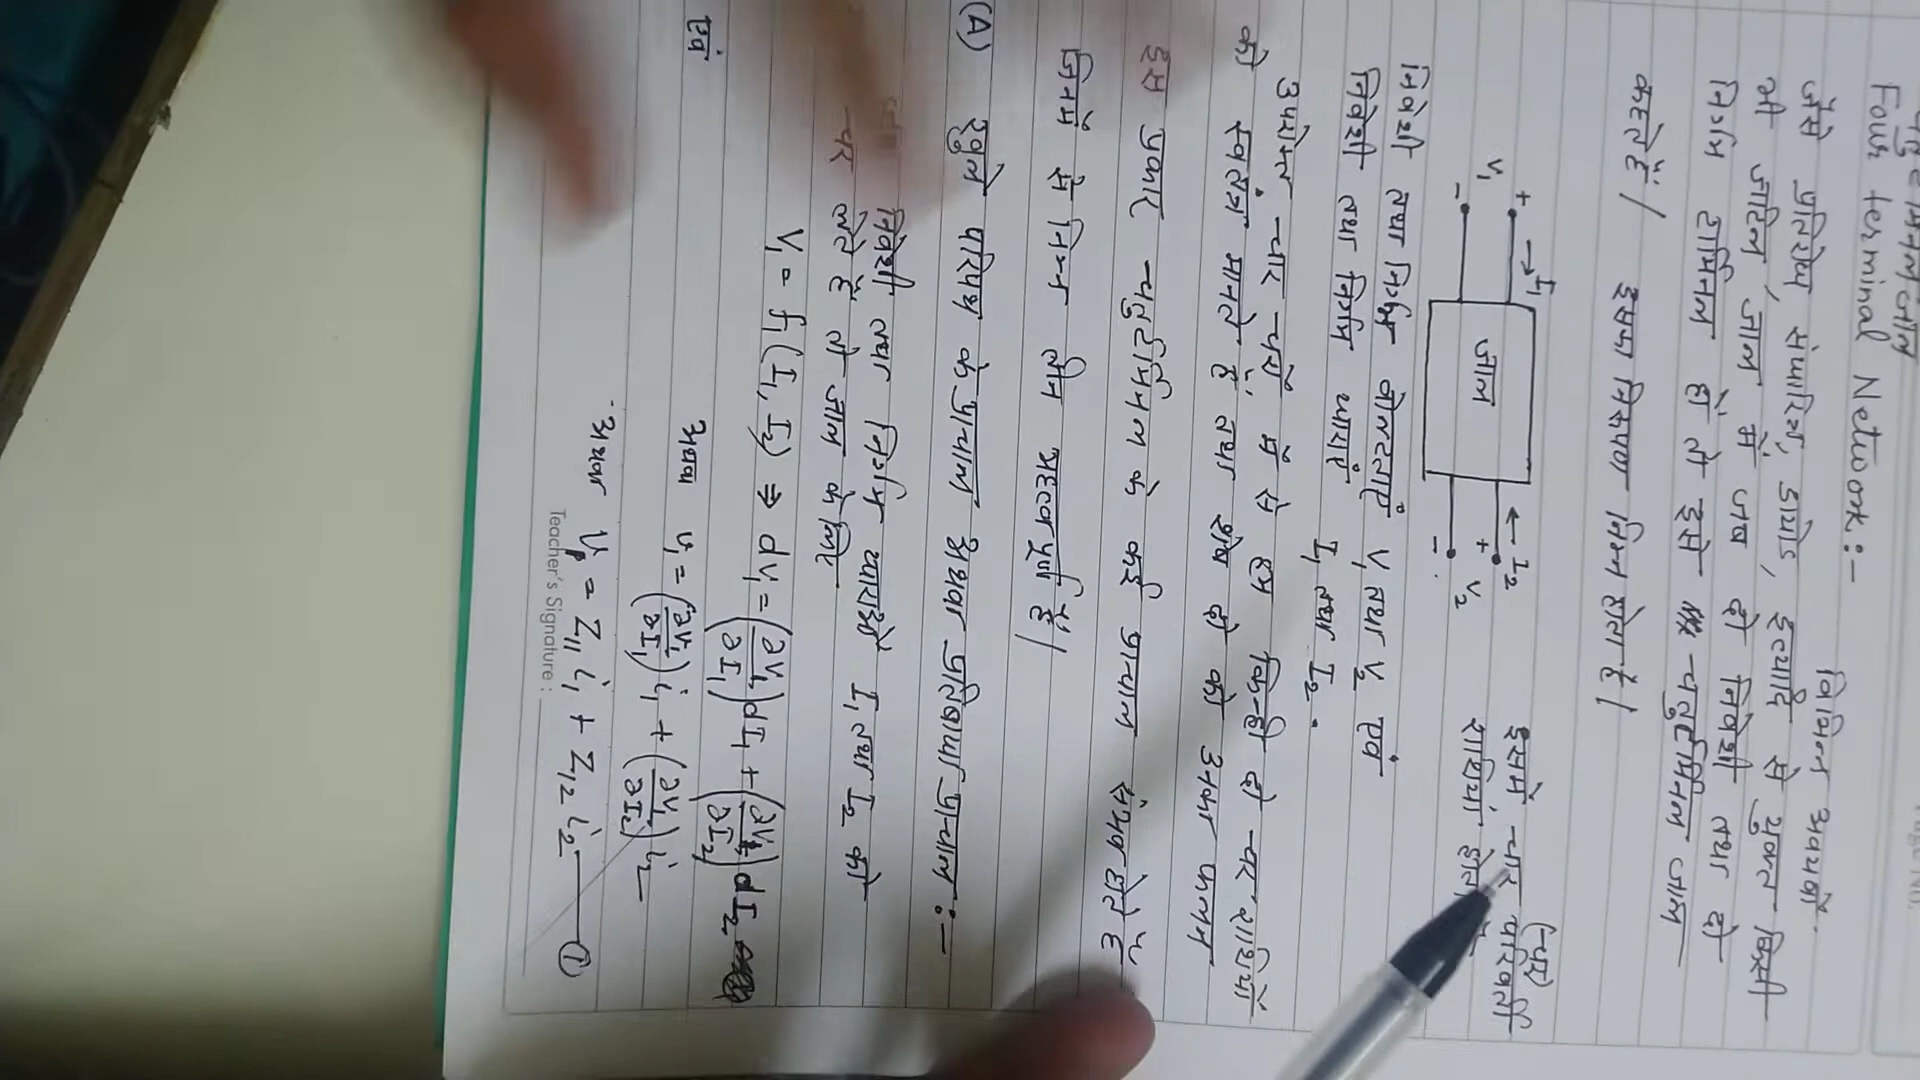 Four terminal Network:-
विभिन्न अवयवों
जैसे प्रतिरोध, संधारित्र, डायोड, इत्यादि से युक्त किसी
भी जटिल जाल में जब दो निवेशी तथा दो
निर्गम टर्मिनल हों तो इसे चतुर्टर्मिनल जाल
कहते हैं। इसका निरूपण निम्न होता है।
+ → I₁
V₁
-
जाल
← I₂
+
V₂
-
(चर)
इसमें चार परिवर्ती
राशियां
निवेशी तथा निर्गम वोल्टताएं V₁ तथा V₂ एवं
निवेशी तथा निर्गम धाराएं I₁ तथा I₂.
उपरोक्त चार चरों में से हम किन्ही दो चर राशियों
को स्वतंत्र मानते हैं तथा शेष दो को उनका फलन
इस प्रकार चतुर्टर्मिनल के कई प्राचाल संभव होते हैं
जिनमें से निम्न तीन महत्वपूर्ण हैं।
(A) खुले परिपथ के प्राचाल अथवा प्रतिबाधा प्राचाल :-
निवेशी तथा निर्गम धाराओं I₁ तथा I₂ को
चर लेते हैं तो जाल के लिए
V₁ = f₁(I₁, I₂) ⇒ dV₁ = (∂V₁/∂I₁)dI₁ + (∂V₁/∂I₂)dI₂
एवं
अथवा v₁ = (∂V₁/∂I₁)i₁ + (∂V₁/∂I₂)i₂
अथवा v₁ = Z₁₁ i₁ + Z₁₂ i₂ — ①
Teacher's Signature :